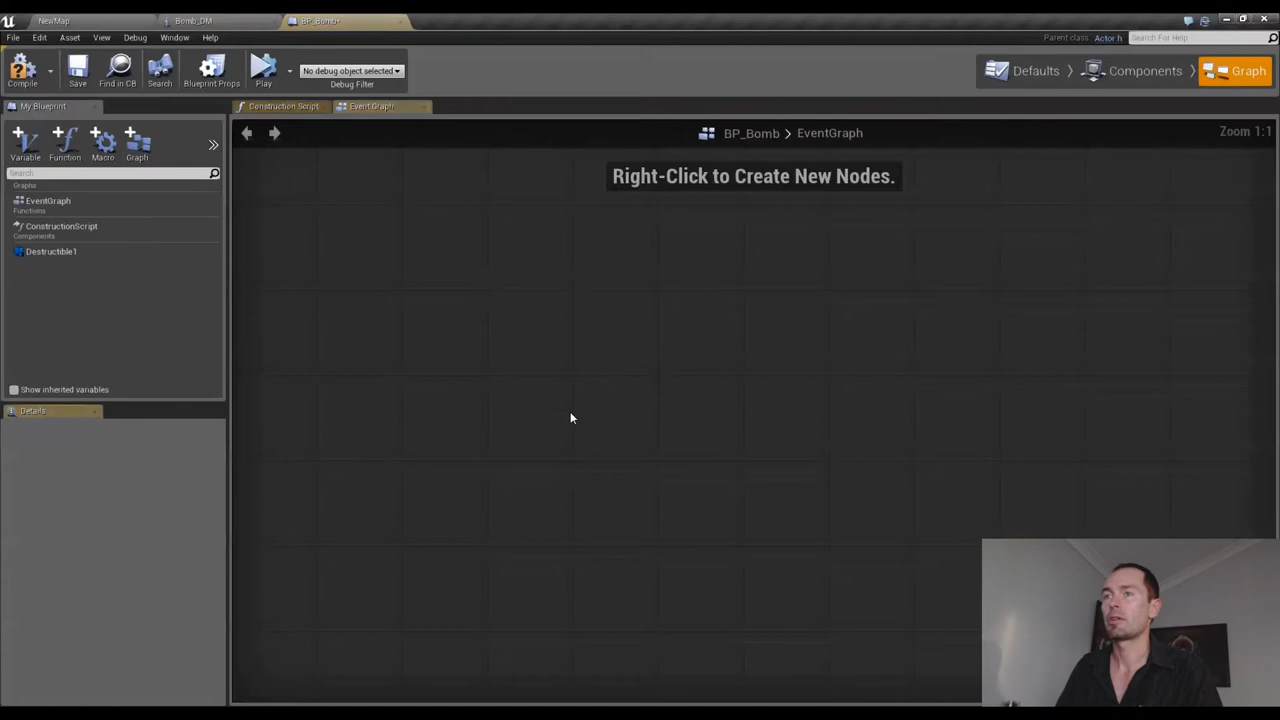 NewMap Bomb_DM BP_Bomb*
File Edit Asset View Debug Window Help Parent class: Actor.h Search For Help
Compile Save Find in CB Search Blueprint Props Play No debug object selected Debug Filter Defaults Components Graph
My Blueprint Construction Script Event Graph
Variable Function Macro Graph BP_Bomb > EventGraph Zoom 1:1
Search Right-Click to Create New Nodes.
Graphs
EventGraph
Functions
ConstructionScript
Components
Destructible1
Show inherited variables
Details